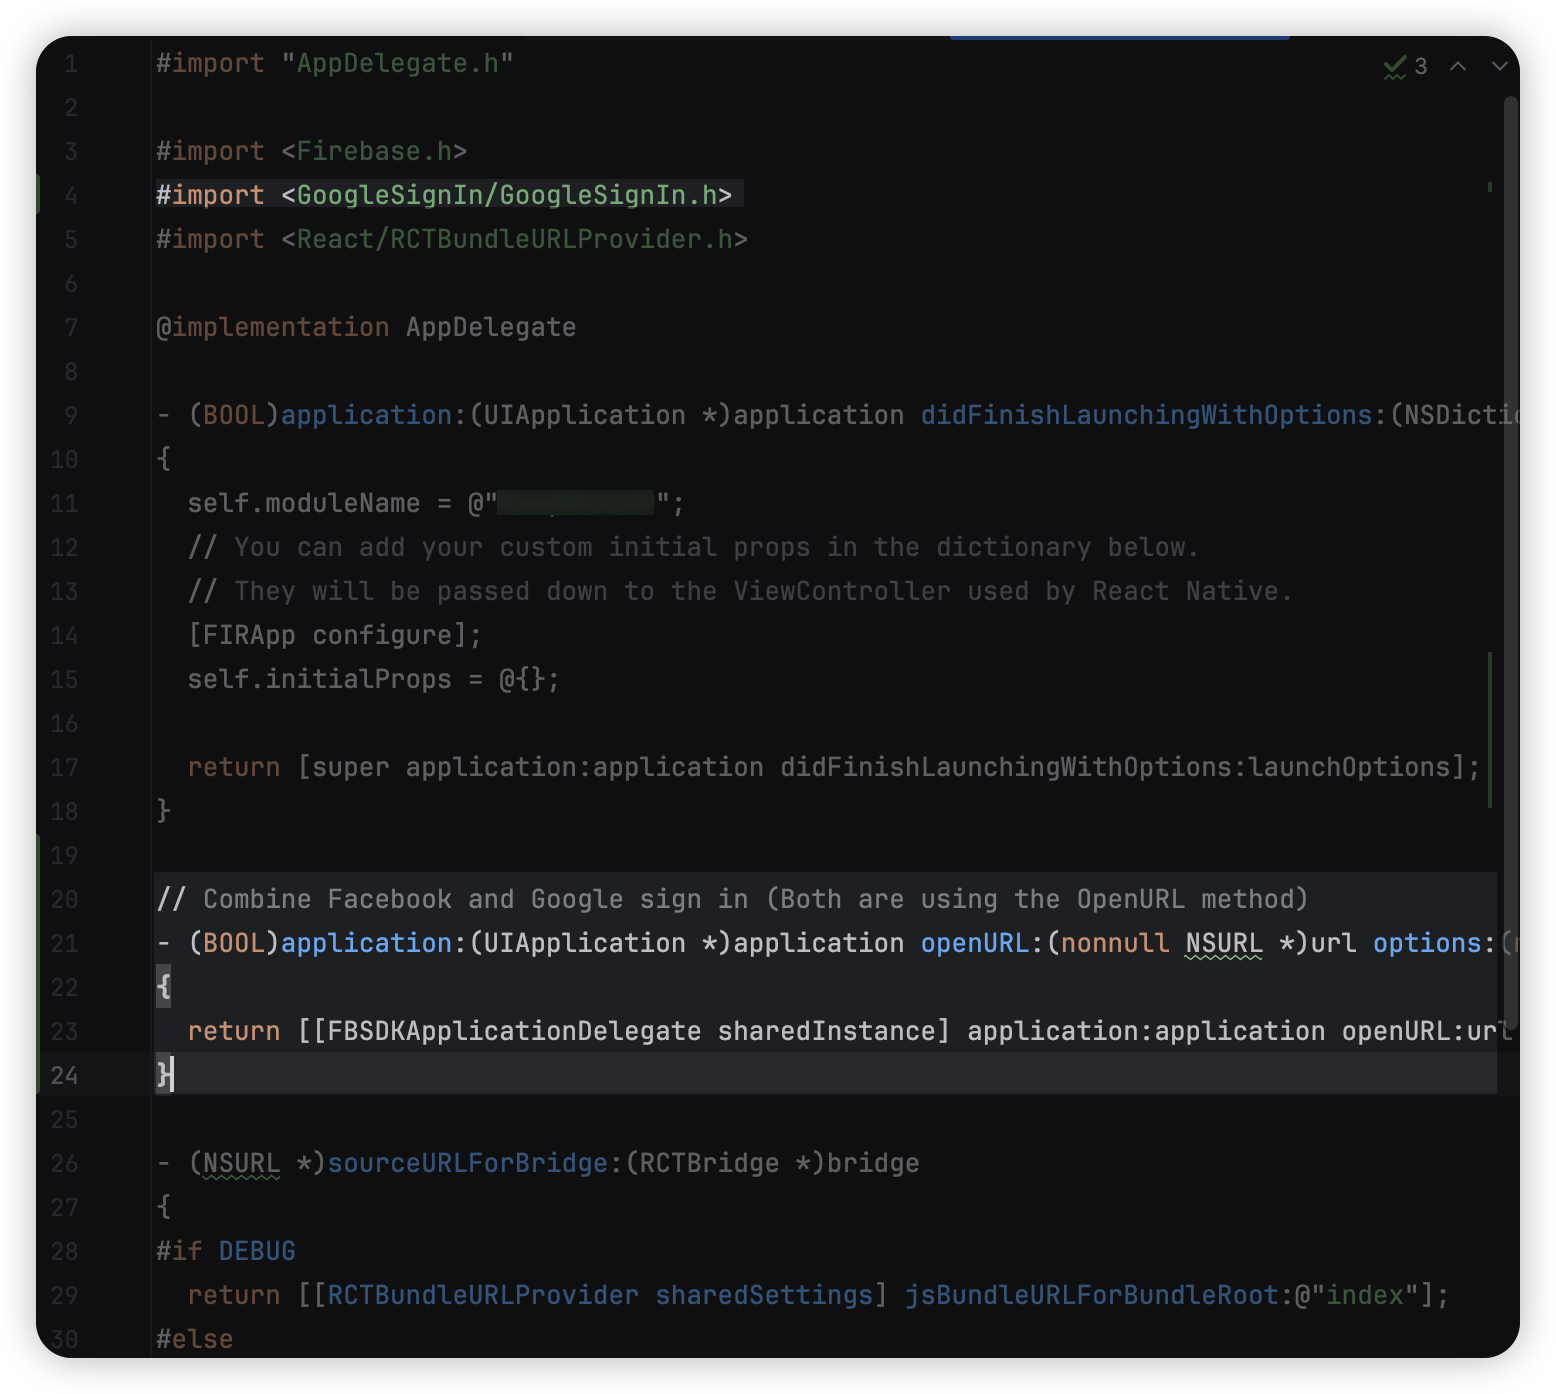 1 #import "AppDelegate.h"
3
2
3 #import <Firebase.h>
4 #import <GoogleSignIn/GoogleSignIn.h>
5 #import <React/RCTBundleURLProvider.h>
6
7 @implementation AppDelegate
8
9 - (BOOL)application:(UIApplication *)application didFinishLaunchingWithOptions:(NSDictio
10 {
11 self.moduleName = @"";
12 // You can add your custom initial props in the dictionary below.
13 // They will be passed down to the ViewController used by React Native.
14 [FIRApp configure];
15 self.initialProps = @{};
16
17 return [super application:application didFinishLaunchingWithOptions:launchOptions];
18 }
19
20 // Combine Facebook and Google sign in (Both are using the OpenURL method)
21 - (BOOL)application:(UIApplication *)application openURL:(nonnull NSURL *)url options:(
22 {
23 return [[FBSDKApplicationDelegate sharedInstance] application:application openURL:url
24 }
25
26 - (NSURL *)sourceURLForBridge:(RCTBridge *)bridge
27 {
28 #if DEBUG
29 return [[RCTBundleURLProvider sharedSettings] jsBundleURLForBundleRoot:@"index"];
30 #else